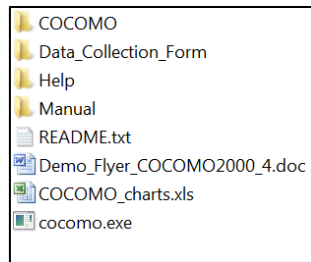 COCOMO
Data_Collection_Form
Help
Manual
README.txt
Demo_Flyer_COCOMO2000_4.doc
COCOMO_charts.xls
cocomo.exe